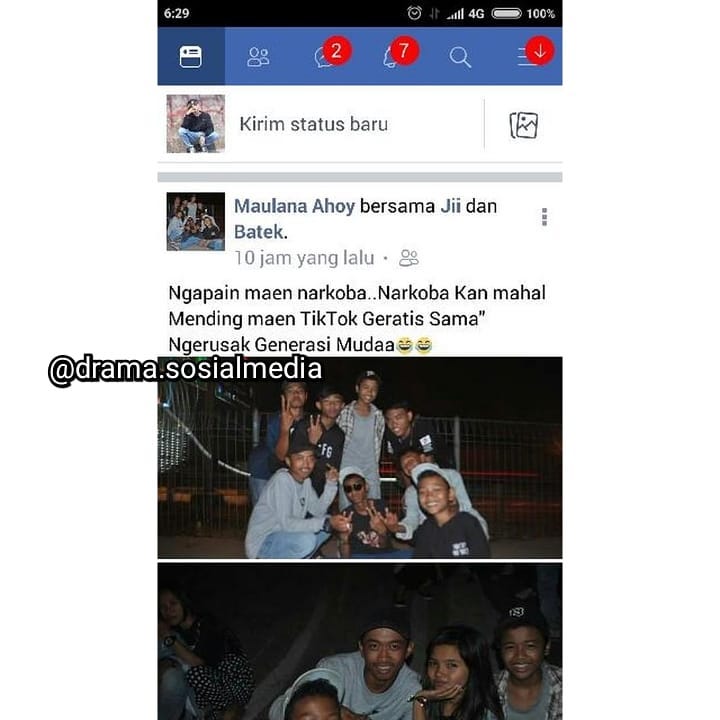 6:29
4G
100%
2
7
Kirim status baru
Maulana Ahoy bersama Jii dan
Batek.
10 jam yang lalu ·
Ngapain maen narkoba..Narkoba Kan mahal
Mending maen TikTok Geratis Sama"
Ngerusak Generasi Mudaa😂😂
@drama.sosialmedia